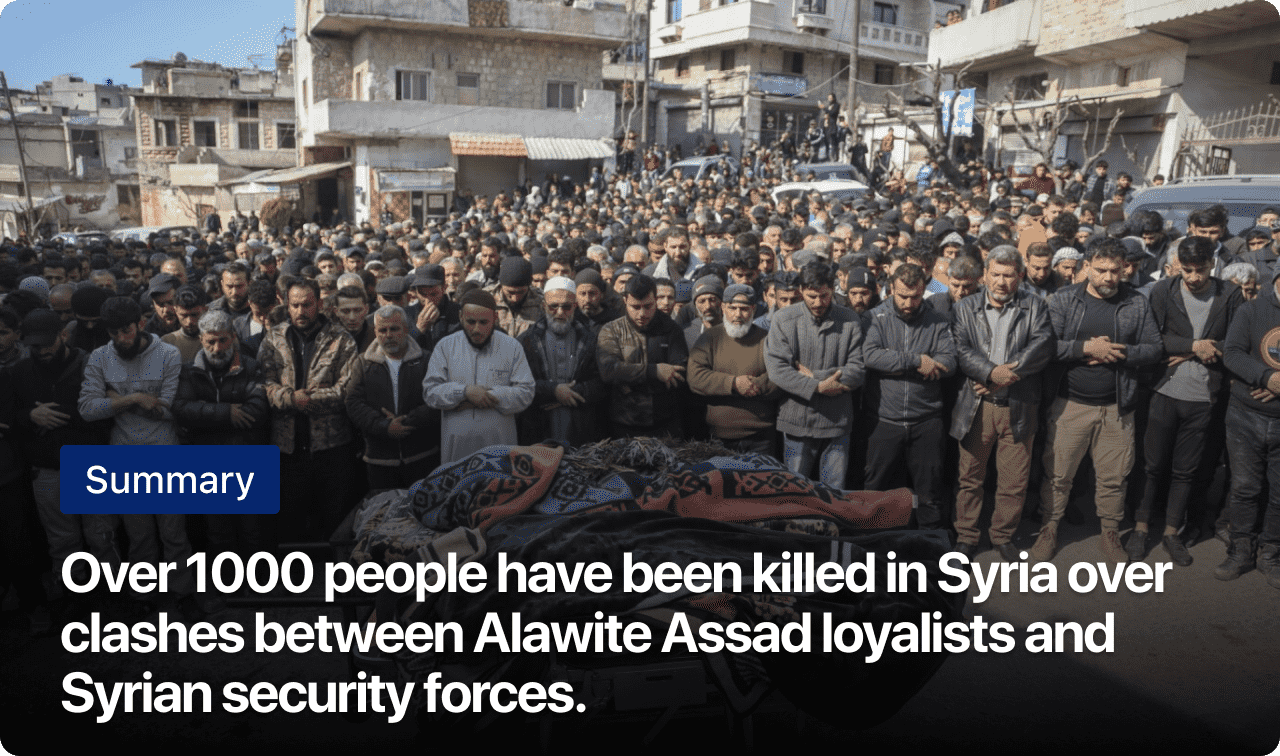 Summary
Over 1000 people have been killed in Syria over
clashes between Alawite Assad loyalists and
Syrian security forces.